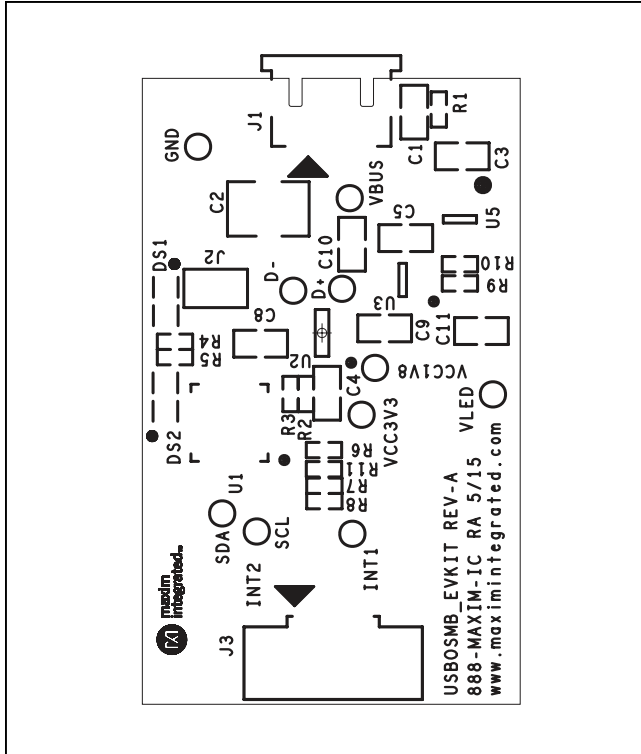 J1
R1
C1
C3
GND
VBUS
C2
C5
U5
C10
DS1
J2
D-
D+
R10
R9
U3
C8
C9
C11
R4
R5
U2
C4
VCC1V8
VLED
R3
R2
VCC3V3
DS2
R6
R11
R7
R8
U1
SDA
SCL
INT2
INT1
maxim
integrated™
J3
USBOSMB_EVKIT REV-A
888-MAXIM-IC RA 5/15
www.maximintegrated.com